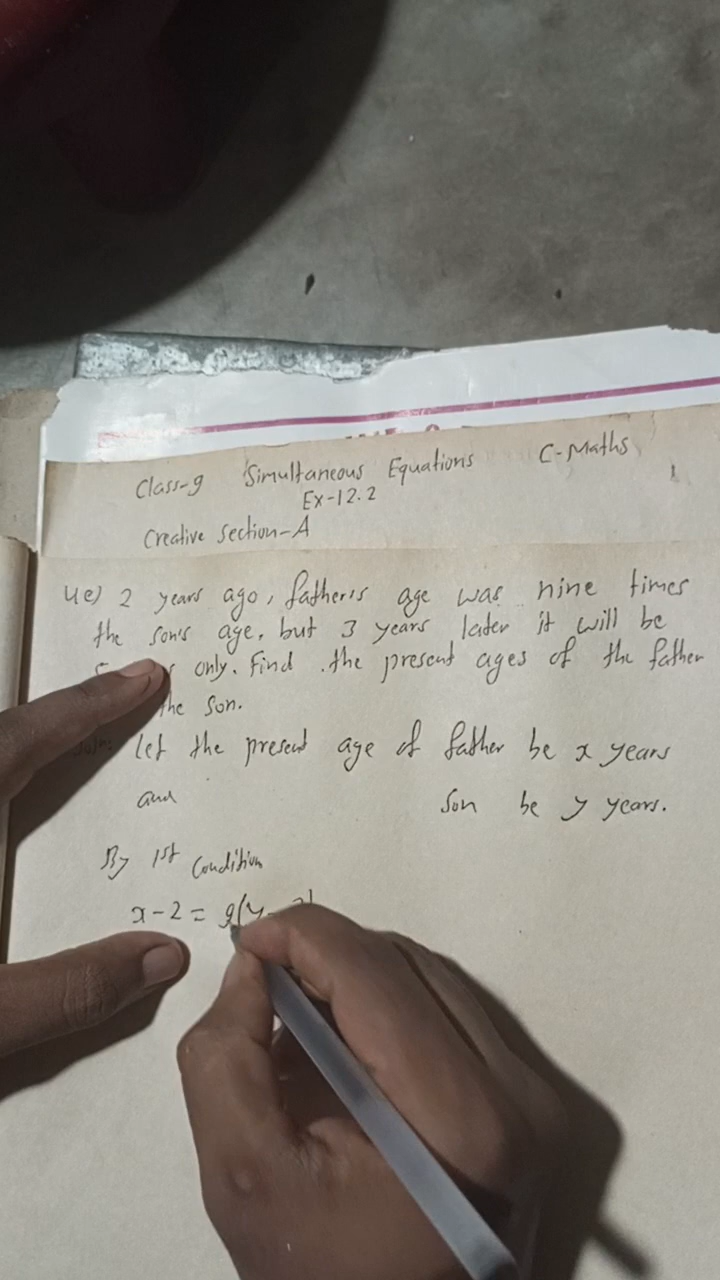 Class-9 Simultaneous Equations C-Maths
Ex-12.2
Creative section-A
4e) 2 years ago, father's age was nine times
the son's age, but 3 years later it will be
only. Find the present ages of the father
the son.
let the present age of father be x years
and son be y years.
By 1st Condition
x-2 = 9(y